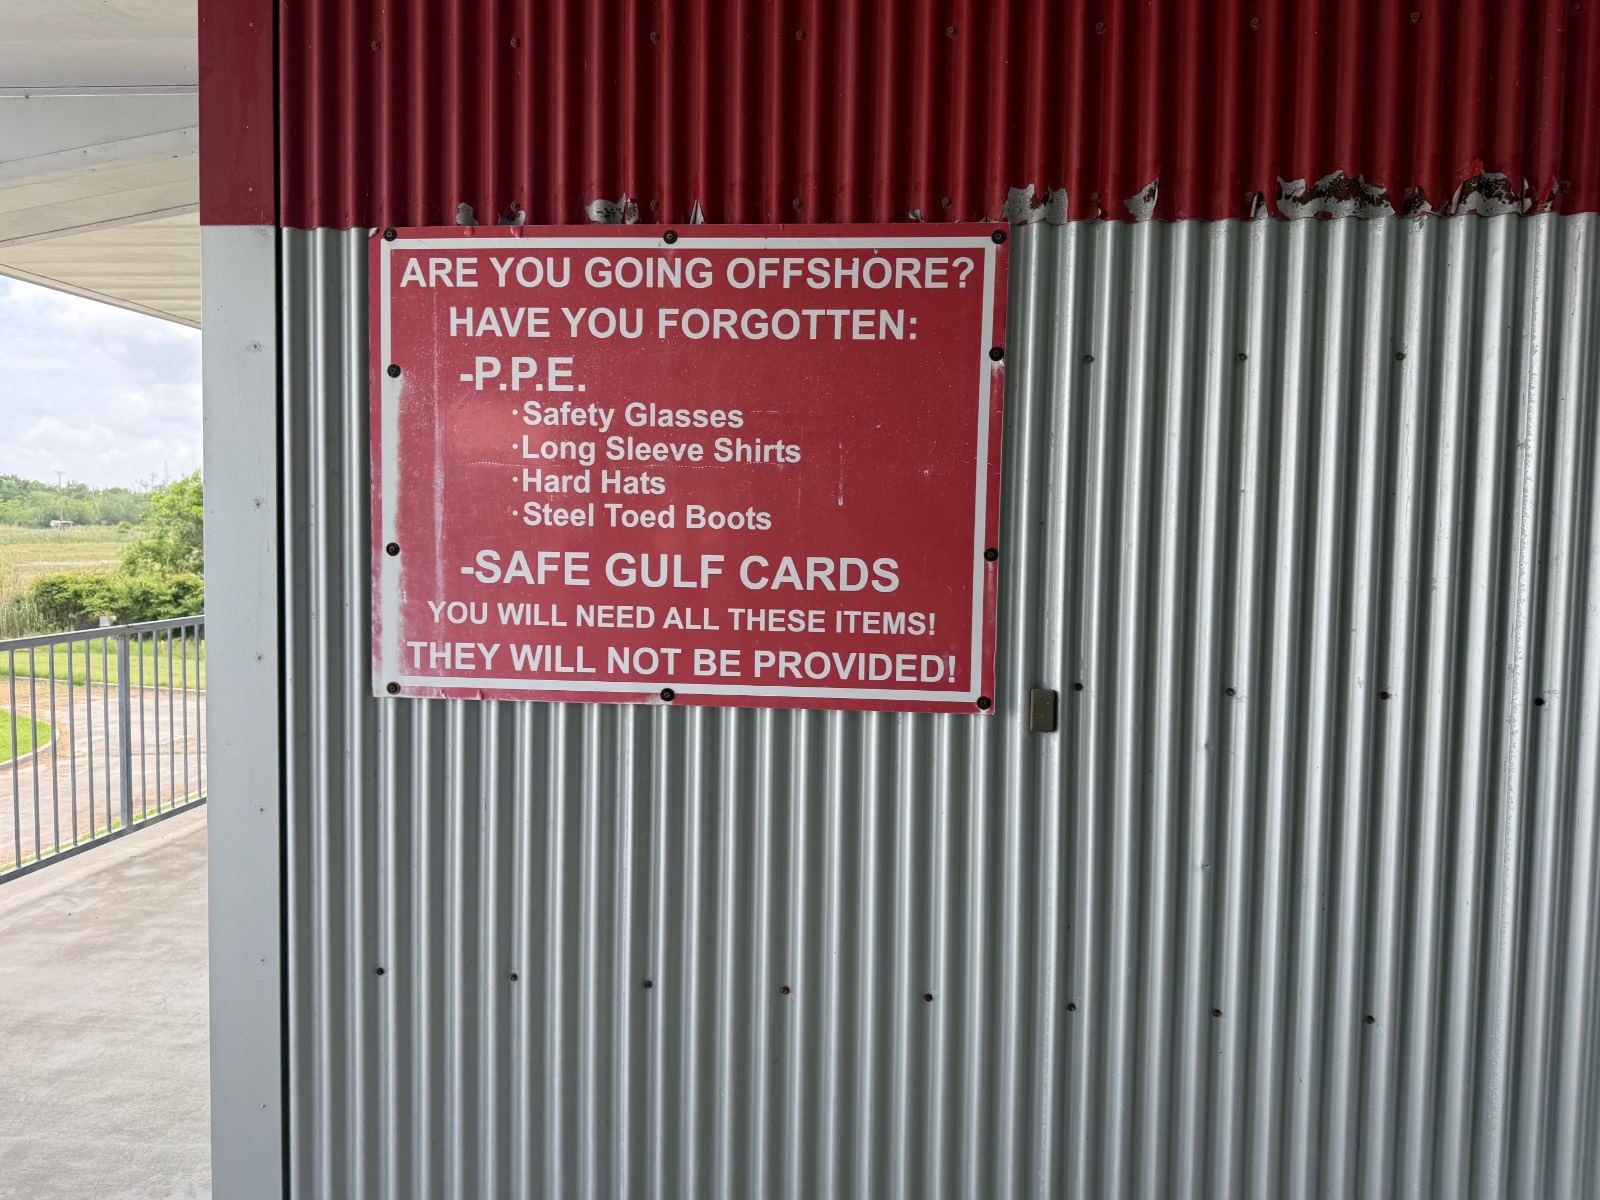 ARE YOU GOING OFFSHORE?
HAVE YOU FORGOTTEN:
-P.P.E.
·Safety Glasses
·Long Sleeve Shirts
·Hard Hats
·Steel Toed Boots
-SAFE GULF CARDS
YOU WILL NEED ALL THESE ITEMS!
THEY WILL NOT BE PROVIDED!